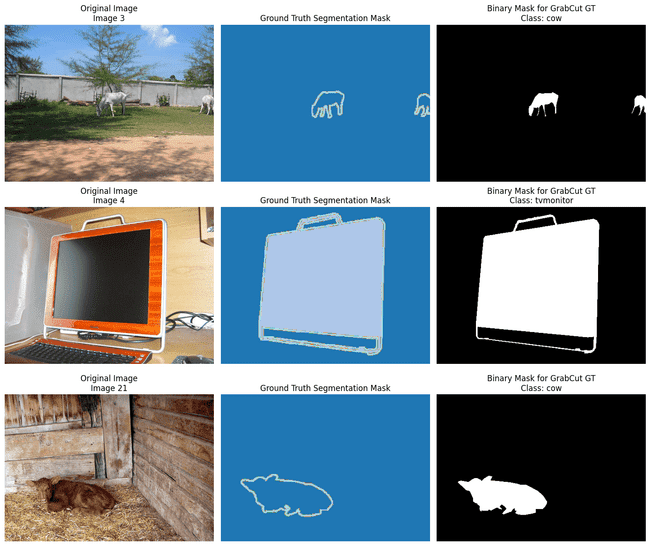 Original Image
Image 3
Ground Truth Segmentation Mask
Binary Mask for GrabCut GT
Class: cow
Original Image
Image 4
Ground Truth Segmentation Mask
Binary Mask for GrabCut GT
Class: tvmonitor
Original Image
Image 21
Ground Truth Segmentation Mask
Binary Mask for GrabCut GT
Class: cow